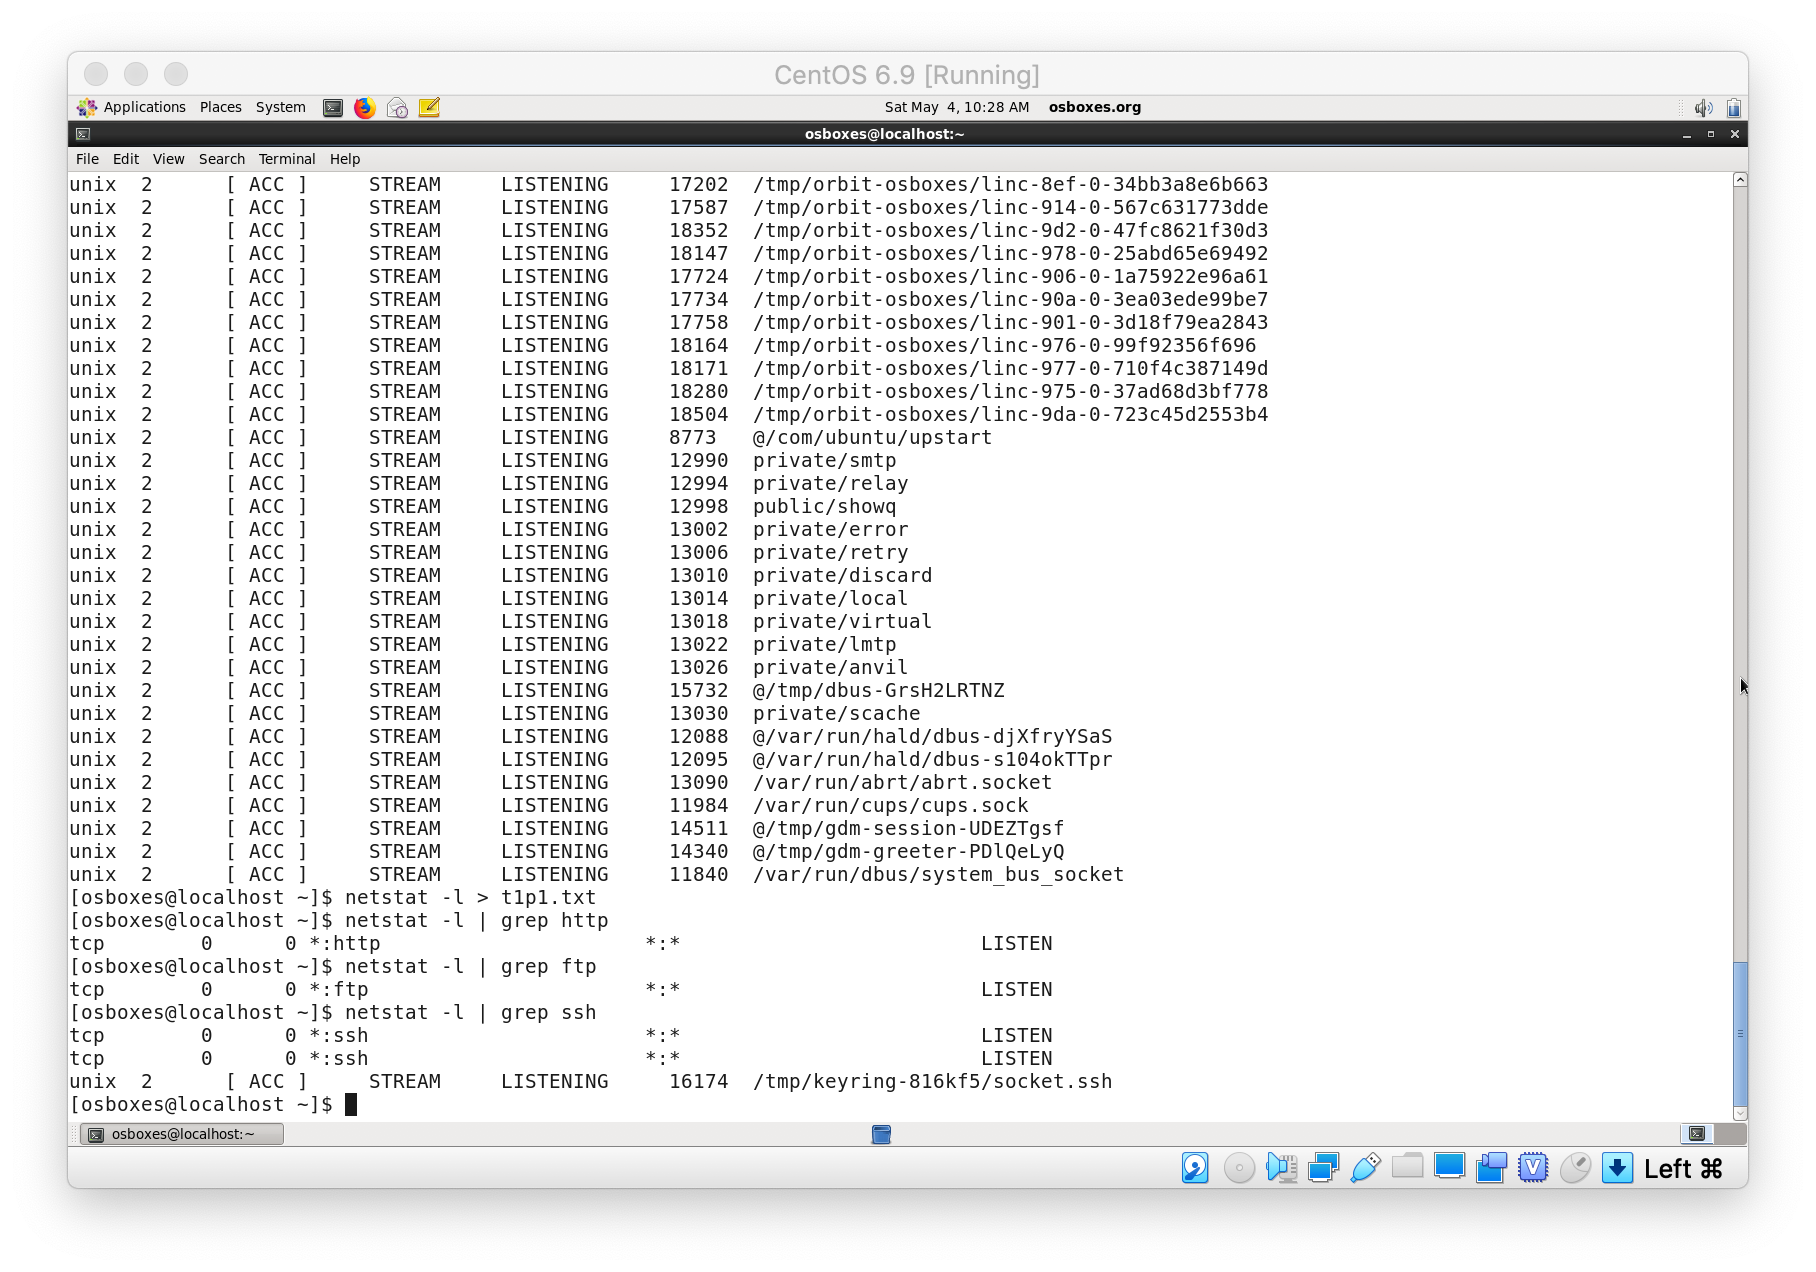 CentOS 6.9 [Running]
Applications Places System Sat May 4, 10:28 AM osboxes.org
osboxes@localhost:~
File Edit View Search Terminal Help
unix 2 [ ACC ] STREAM LISTENING 17202 /tmp/orbit-osboxes/linc-8ef-0-34bb3a8e6b663
unix 2 [ ACC ] STREAM LISTENING 17587 /tmp/orbit-osboxes/linc-914-0-567c631773dde
unix 2 [ ACC ] STREAM LISTENING 18352 /tmp/orbit-osboxes/linc-9d2-0-47fc8621f30d3
unix 2 [ ACC ] STREAM LISTENING 18147 /tmp/orbit-osboxes/linc-978-0-25abd65e69492
unix 2 [ ACC ] STREAM LISTENING 17724 /tmp/orbit-osboxes/linc-906-0-1a75922e96a61
unix 2 [ ACC ] STREAM LISTENING 17734 /tmp/orbit-osboxes/linc-90a-0-3ea03ede99be7
unix 2 [ ACC ] STREAM LISTENING 17758 /tmp/orbit-osboxes/linc-901-0-3d18f79ea2843
unix 2 [ ACC ] STREAM LISTENING 18164 /tmp/orbit-osboxes/linc-976-0-99f92356f696
unix 2 [ ACC ] STREAM LISTENING 18171 /tmp/orbit-osboxes/linc-977-0-710f4c387149d
unix 2 [ ACC ] STREAM LISTENING 18280 /tmp/orbit-osboxes/linc-975-0-37ad68d3bf778
unix 2 [ ACC ] STREAM LISTENING 18504 /tmp/orbit-osboxes/linc-9da-0-723c45d2553b4
unix 2 [ ACC ] STREAM LISTENING 8773 @/com/ubuntu/upstart
unix 2 [ ACC ] STREAM LISTENING 12990 private/smtp
unix 2 [ ACC ] STREAM LISTENING 12994 private/relay
unix 2 [ ACC ] STREAM LISTENING 12998 public/showq
unix 2 [ ACC ] STREAM LISTENING 13002 private/error
unix 2 [ ACC ] STREAM LISTENING 13006 private/retry
unix 2 [ ACC ] STREAM LISTENING 13010 private/discard
unix 2 [ ACC ] STREAM LISTENING 13014 private/local
unix 2 [ ACC ] STREAM LISTENING 13018 private/virtual
unix 2 [ ACC ] STREAM LISTENING 13022 private/lmtp
unix 2 [ ACC ] STREAM LISTENING 13026 private/anvil
unix 2 [ ACC ] STREAM LISTENING 15732 @/tmp/dbus-GrsH2LRTNZ
unix 2 [ ACC ] STREAM LISTENING 13030 private/scache
unix 2 [ ACC ] STREAM LISTENING 12088 @/var/run/hald/dbus-djXfryYSaS
unix 2 [ ACC ] STREAM LISTENING 12095 @/var/run/hald/dbus-s104okTTpr
unix 2 [ ACC ] STREAM LISTENING 13090 /var/run/abrt/abrt.socket
unix 2 [ ACC ] STREAM LISTENING 11984 /var/run/cups/cups.sock
unix 2 [ ACC ] STREAM LISTENING 14511 @/tmp/gdm-session-UDEZTgsf
unix 2 [ ACC ] STREAM LISTENING 14340 @/tmp/gdm-greeter-PDlQeLyQ
unix 2 [ ACC ] STREAM LISTENING 11840 /var/run/dbus/system_bus_socket
[osboxes@localhost ~]$ netstat -l > t1p1.txt
[osboxes@localhost ~]$ netstat -l | grep http
tcp 0 0 *:http *:* LISTEN
[osboxes@localhost ~]$ netstat -l | grep ftp
tcp 0 0 *:ftp *:* LISTEN
[osboxes@localhost ~]$ netstat -l | grep ssh
tcp 0 0 *:ssh *:* LISTEN
tcp 0 0 *:ssh *:* LISTEN
unix 2 [ ACC ] STREAM LISTENING 16174 /tmp/keyring-816kf5/socket.ssh
[osboxes@localhost ~]$
osboxes@localhost:~
Left ⌘